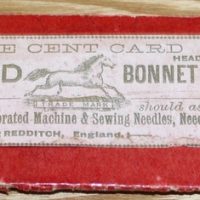 E CENT CARD
HEAD
D BONNET
TRADE MARK
should as
orated Machine & Sewing Needles, Need
REDDITCH, England.